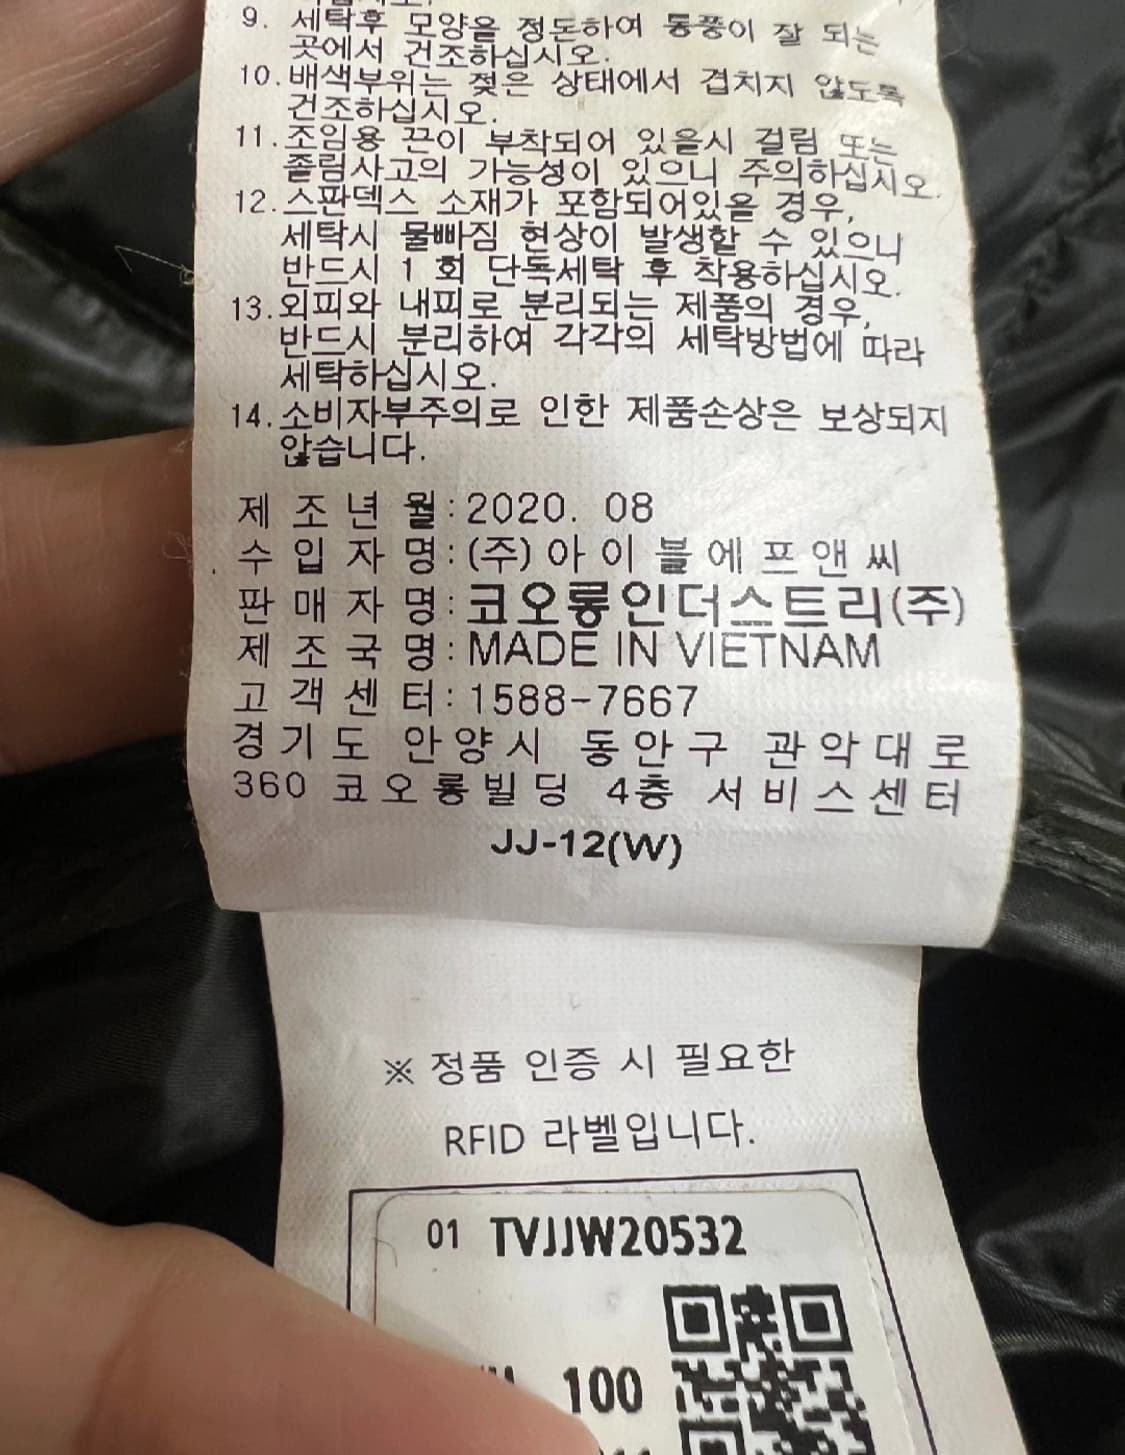 9. 세탁후 모양을 정돈하여 통풍이 잘 되는
곳에서 건조하십시오.
10. 배색부위는 젖은 상태에서 겹치지 않도록
건조하십시오.
11. 조임용 끈이 부착되어 있을시 걸림 또는
졸림사고의 가능성이 있으니 주의하십시오.
12. 스판덱스 소재가 포함되어있을 경우,
세탁시 물빠짐 현상이 발생할 수 있으니
반드시 1 회 단독세탁 후 착용하십시오.
13. 외피와 내피로 분리되는 제품의 경우,
반드시 분리하여 각각의 세탁방법에 따라
세탁하십시오.
14. 소비자부주의로 인한 제품손상은 보상되지
않습니다.
제 조 년 월 : 2020. 08
수 입 자 명 : (주) 아 이 블 에 프 앤 씨
판 매 자 명 : 코오롱인더스트리(주)
제 조 국 명 : MADE IN VIETNAM
고 객 센 터 : 1588-7667
경 기 도 안 양 시 동 안 구 관 악 대 로
360 코 오 롱 빌 딩 4층 서 비 스 센 터
JJ-12(W)
※ 정품 인증 시 필요한
RFID 라벨입니다.
01 TVJJW20532
100